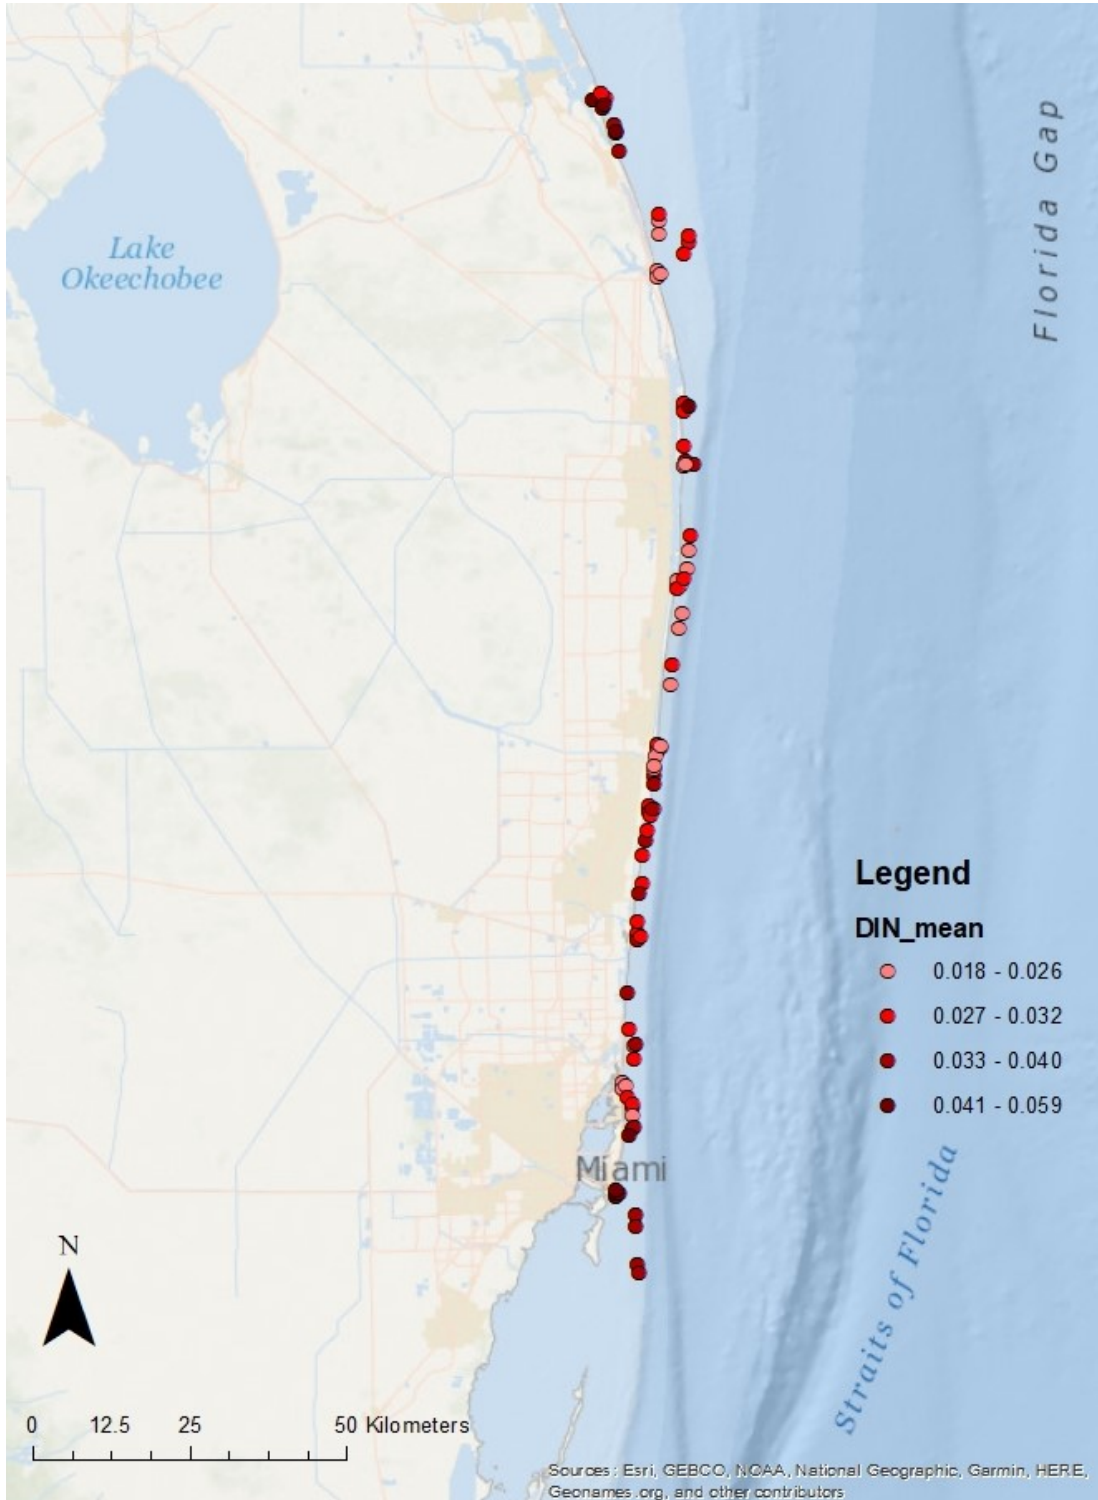 Florida Gap
Lake
Okeechobee
Legend
DIN_mean
0.018 - 0.026
0.027 - 0.032
0.033 - 0.040
0.041 - 0.059
Miami
Straits of Florida
N
0 12.5 25 50 Kilometers
Sources: Esri, GEBCO, NOAA, National Geographic, Garmin, HERE,
Geonames.org, and other contributors